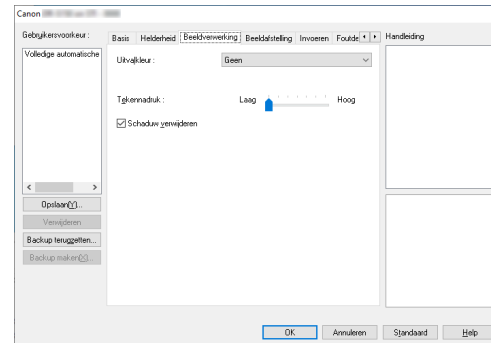 Canon
Gebruikersvoorkeur :
Volledige automatische
Opslaan(Y)...
Verwijderen
Backup terugzetten...
Backup maken(X)...
Basis Helderheid Beeldverwerking Beeldafstelling Invoeren Foutde
Uitvalkleur : Geen
Tekennadruk : Laag Hoog
Schaduw verwijderen
Handleiding
OK Annuleren Standaard Help